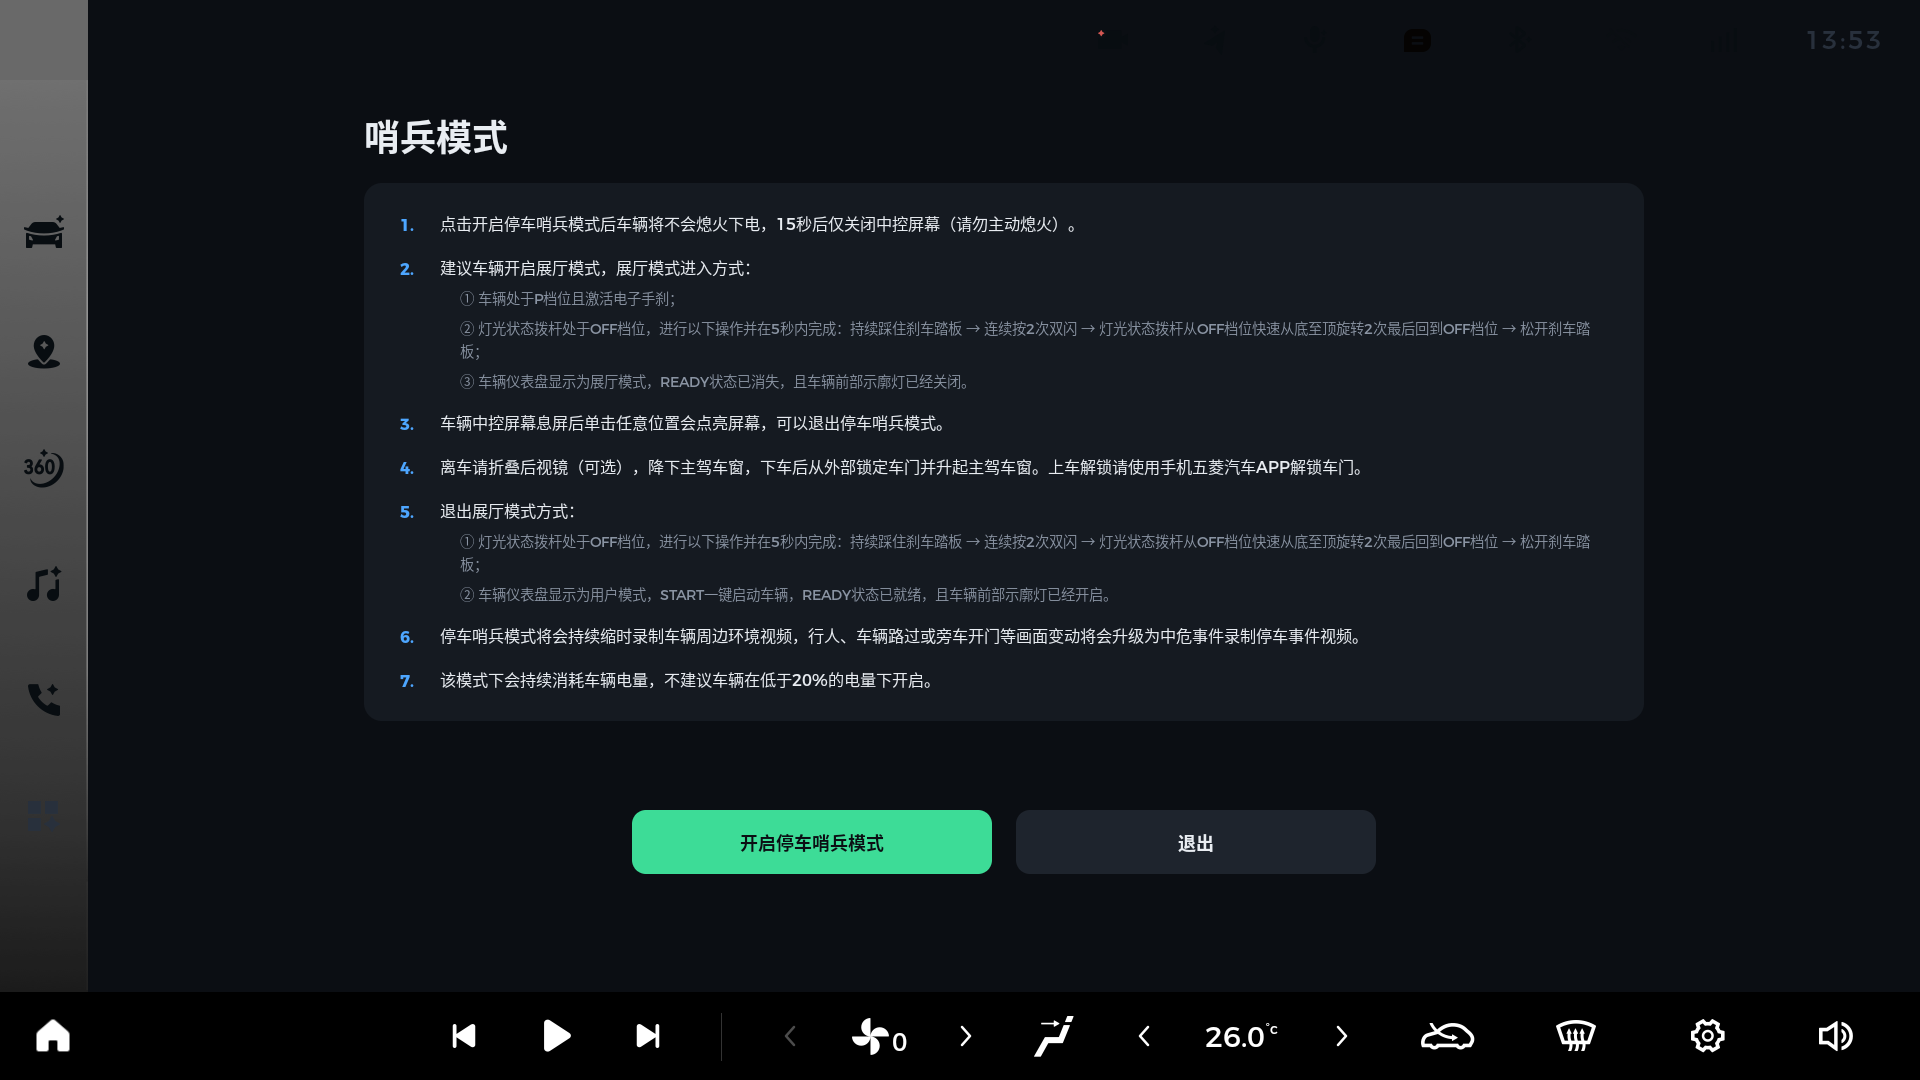 13:53
哨兵模式
1. 点击开启停车哨兵模式后车辆将不会熄火下电，15秒后仅关闭中控屏幕（请勿主动熄火）。
2. 建议车辆开启展厅模式，展厅模式进入方式：
① 车辆处于P档位且激活电子手刹；
② 灯光状态拨杆处于OFF档位，进行以下操作并在5秒内完成：持续踩住刹车踏板 → 连续按2次双闪 → 灯光状态拨杆从OFF档位快速从底至顶旋转2次最后回到OFF档位 → 松开刹车踏
板；
③ 车辆仪表盘显示为展厅模式，READY状态已消失，且车辆前部示廓灯已经关闭。
3. 车辆中控屏幕息屏后单击任意位置会点亮屏幕，可以退出停车哨兵模式。
4. 离车请折叠后视镜（可选），降下主驾车窗，下车后从外部锁定车门并升起主驾车窗。上车解锁请使用手机五菱汽车APP解锁车门。
5. 退出展厅模式方式：
① 灯光状态拨杆处于OFF档位，进行以下操作并在5秒内完成：持续踩住刹车踏板 → 连续按2次双闪 → 灯光状态拨杆从OFF档位快速从底至顶旋转2次最后回到OFF档位 → 松开刹车踏
板；
② 车辆仪表盘显示为用户模式，START一键启动车辆，READY状态已就绪，且车辆前部示廓灯已经开启。
6. 停车哨兵模式将会持续缩时录制车辆周边环境视频，行人、车辆路过或旁车开门等画面变动将会升级为中危事件录制停车事件视频。
7. 该模式下会持续消耗车辆电量，不建议车辆在低于20%的电量下开启。
360
开启停车哨兵模式
退出
0
26.0°C